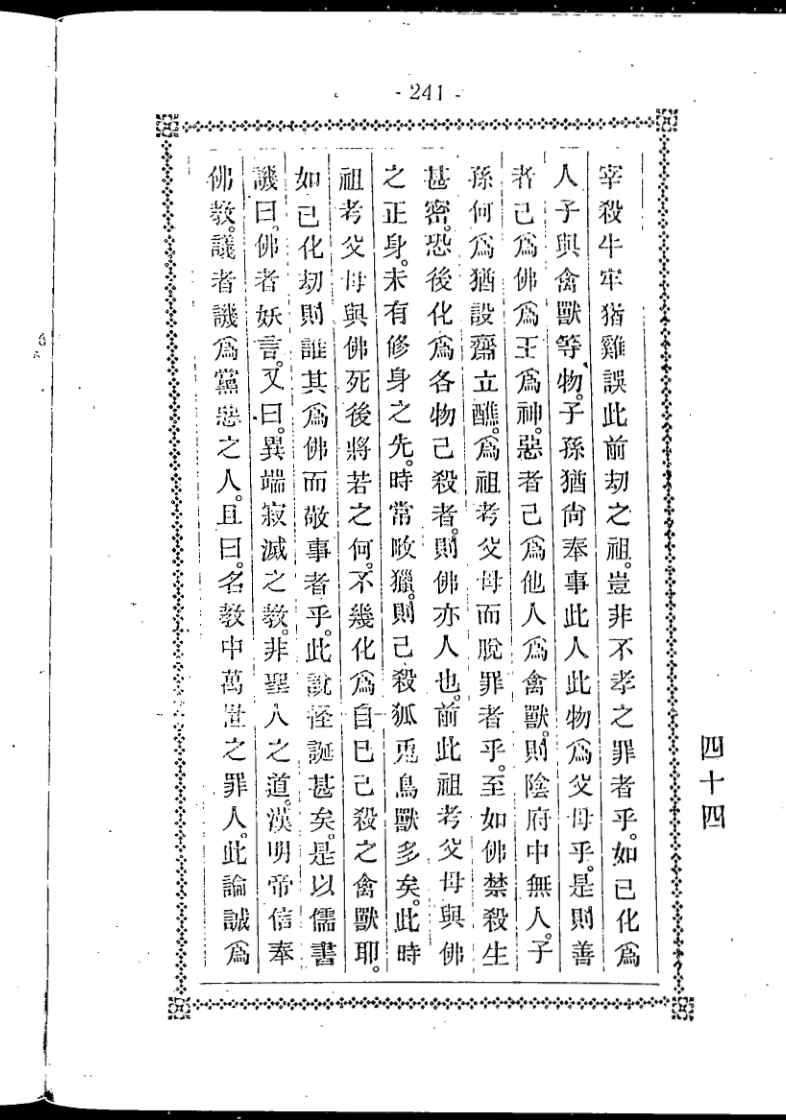 - 241 -
宰殺牛牢猪雞誤此前刧之祖。豈非不孝之罪者乎。如已化爲
人子與禽獸等物。子孫猶尙奉事此人此物爲父母乎。是則善
者已爲佛爲王爲神。惡者已爲他人爲禽獸。則陰府中無人。子
孫何爲猶設齋立醮。爲祖考父母而脫罪者乎。至如佛禁殺生
甚密。恐後化爲各物已殺者。則佛亦人也。前此祖考父母與佛
之正身。未有修身之先。時常畋獵。則已殺狐兎鳥獸多矣。此時
祖考父母與佛死後將若之何。不幾化爲自已已殺之禽獸耶。
如已化刧則誰其爲佛而敬事者乎。此說怪誕甚矣。是以儒書
譏曰。佛者妖言。又曰。異端寂滅之教。非聖人之道。漢明帝信奉
佛教。議者譏爲黨惡之人。且曰。名教中萬世之罪人。此論誠爲
四十四